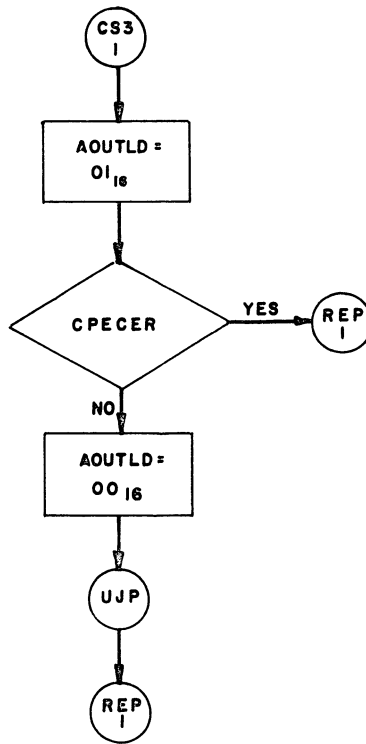 CS3
1
AOUTLD =
01₁₆
CPECER
YES
REP
1
NO
AOUTLD =
00₁₆
UJP
REP
1